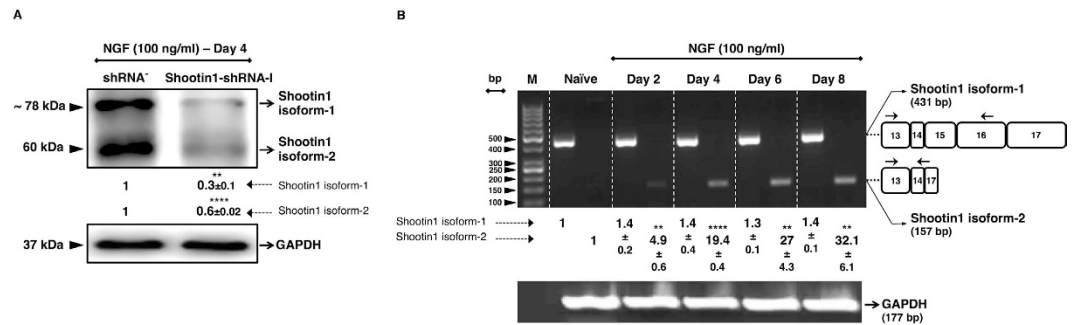 A
NGF (100 ng/ml) – Day 4
shRNA- Shootin1-shRNA-I
~ 78 kDa
Shootin1
isoform-1
60 kDa
Shootin1
isoform-2
**
1 0.3±0.1 Shootin1 isoform-1
****
1 0.6±0.02 Shootin1 isoform-2
37 kDa GAPDH
B
NGF (100 ng/ml)
bp M Naïve Day 2 Day 4 Day 6 Day 8
500
400
300
250
200
150
100
Shootin1 isoform-1
(431 bp)
13 14 15 16 17
13 14 17
Shootin1 isoform-2
(157 bp)
Shootin1 isoform-1 1 1.4 ** 1.4 **** 1.3 ** 1.4 **
Shootin1 isoform-2 1 ± 4.9 ± 19.4 ± 27 ± 32.1
0.2 ± 0.4 ± 0.1 ± 0.1 ±
0.6 0.4 4.3 6.1
GAPDH
(177 bp)